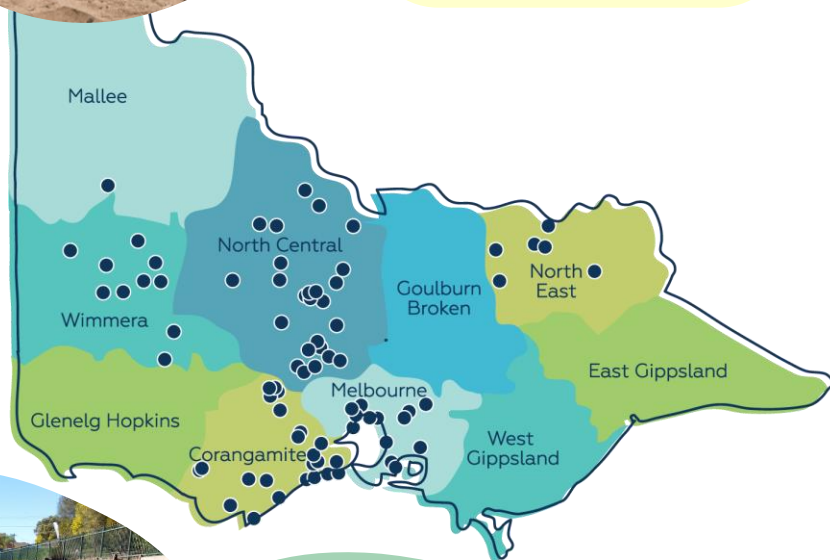 Mallee
North Central
Goulburn
Broken
North
East
Wimmera
East Gippsland
Melbourne
Glenelg Hopkins
West
Gippsland
Corangamite